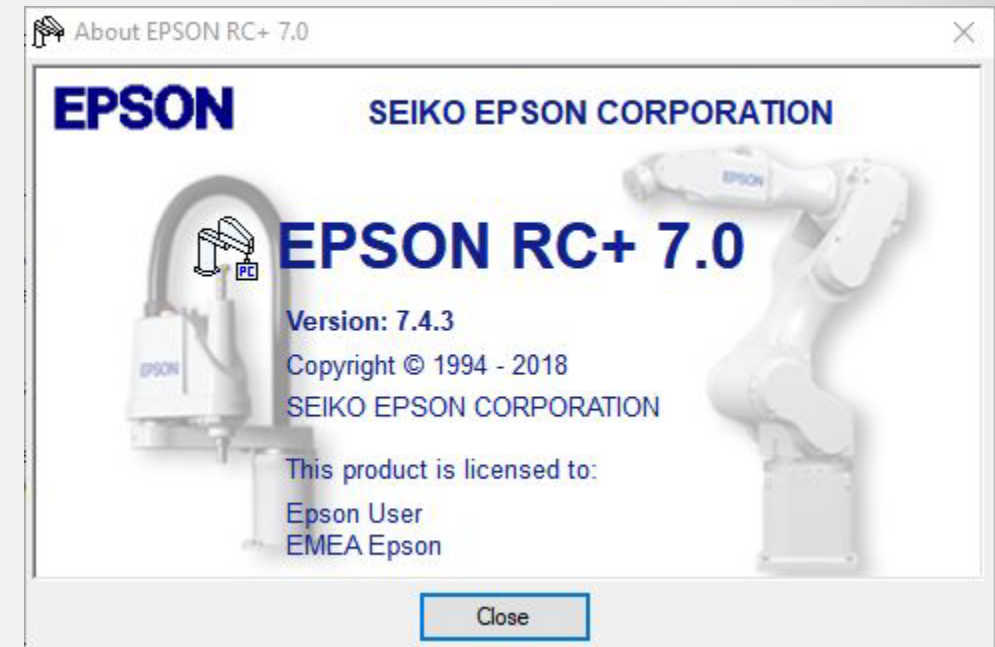 About EPSON RC+ 7.0
EPSON
SEIKO EPSON CORPORATION
EPSON
EPSON RC+ 7.0
PC
EPSON
Version: 7.4.3
Copyright © 1994 - 2018
SEIKO EPSON CORPORATION
This product is licensed to:
Epson User
EMEA Epson
Close